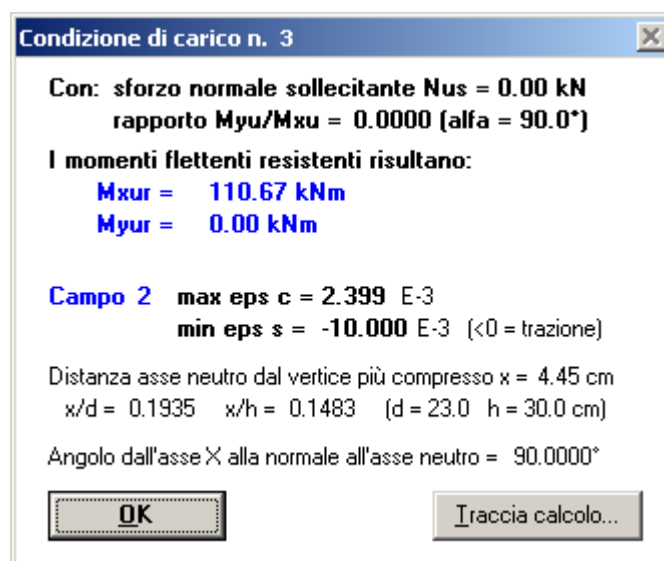 Condizione di carico n. 3
Con: sforzo normale sollecitante Nus = 0.00 kN
rapporto Myu/Mxu = 0.0000 (alfa = 90.0°)
I momenti flettenti resistenti risultano:
Mxur = 110.67 kNm
Myur = 0.00 kNm
Campo 2 max eps c = 2.399 E-3
min eps s = -10.000 E-3 (<0 = trazione)
Distanza asse neutro dal vertice più compresso x = 4.45 cm
x/d = 0.1935 x/h = 0.1483 (d = 23.0 h = 30.0 cm)
Angolo dall'asse X alla normale all'asse neutro = 90.0000°
OK Traccia calcolo...